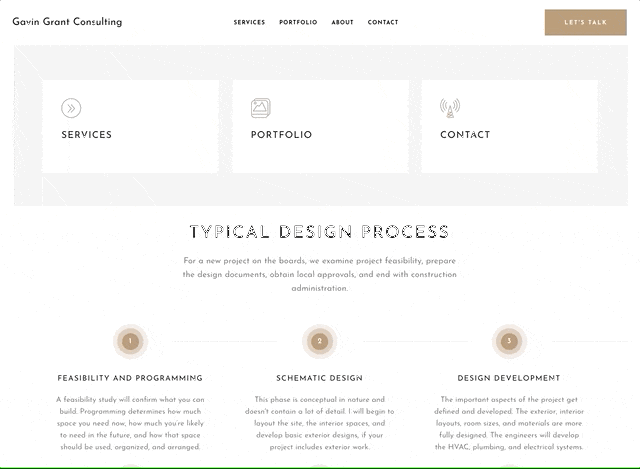 Gavin Grant Consulting
SERVICES PORTFOLIO ABOUT CONTACT
LET'S TALK
SERVICES
PORTFOLIO
CONTACT
TYPICAL DESIGN PROCESS
For a new project on the boards, we examine project feasibility, prepare
the design documents, obtain local approvals, and end with construction
administration.
1
2
3
FEASIBILITY AND PROGRAMMING
A feasibility study will confirm what you can
build. Programming determines how much
space you need now, how much you're likely
to need in the future, and how that space
should be used, organized, and arranged.
SCHEMATIC DESIGN
This phase is conceptual in nature and
doesn't contain a lot of detail. I will begin to
layout the site, the interior spaces, and
develop basic exterior designs, if your
project includes exterior work.
DESIGN DEVELOPMENT
The important aspects of the project get
defined and developed. The exterior, interior
layouts, room sizes, and materials are more
fully designed. The engineers will develop
the HVAC, plumbing, and electrical systems.